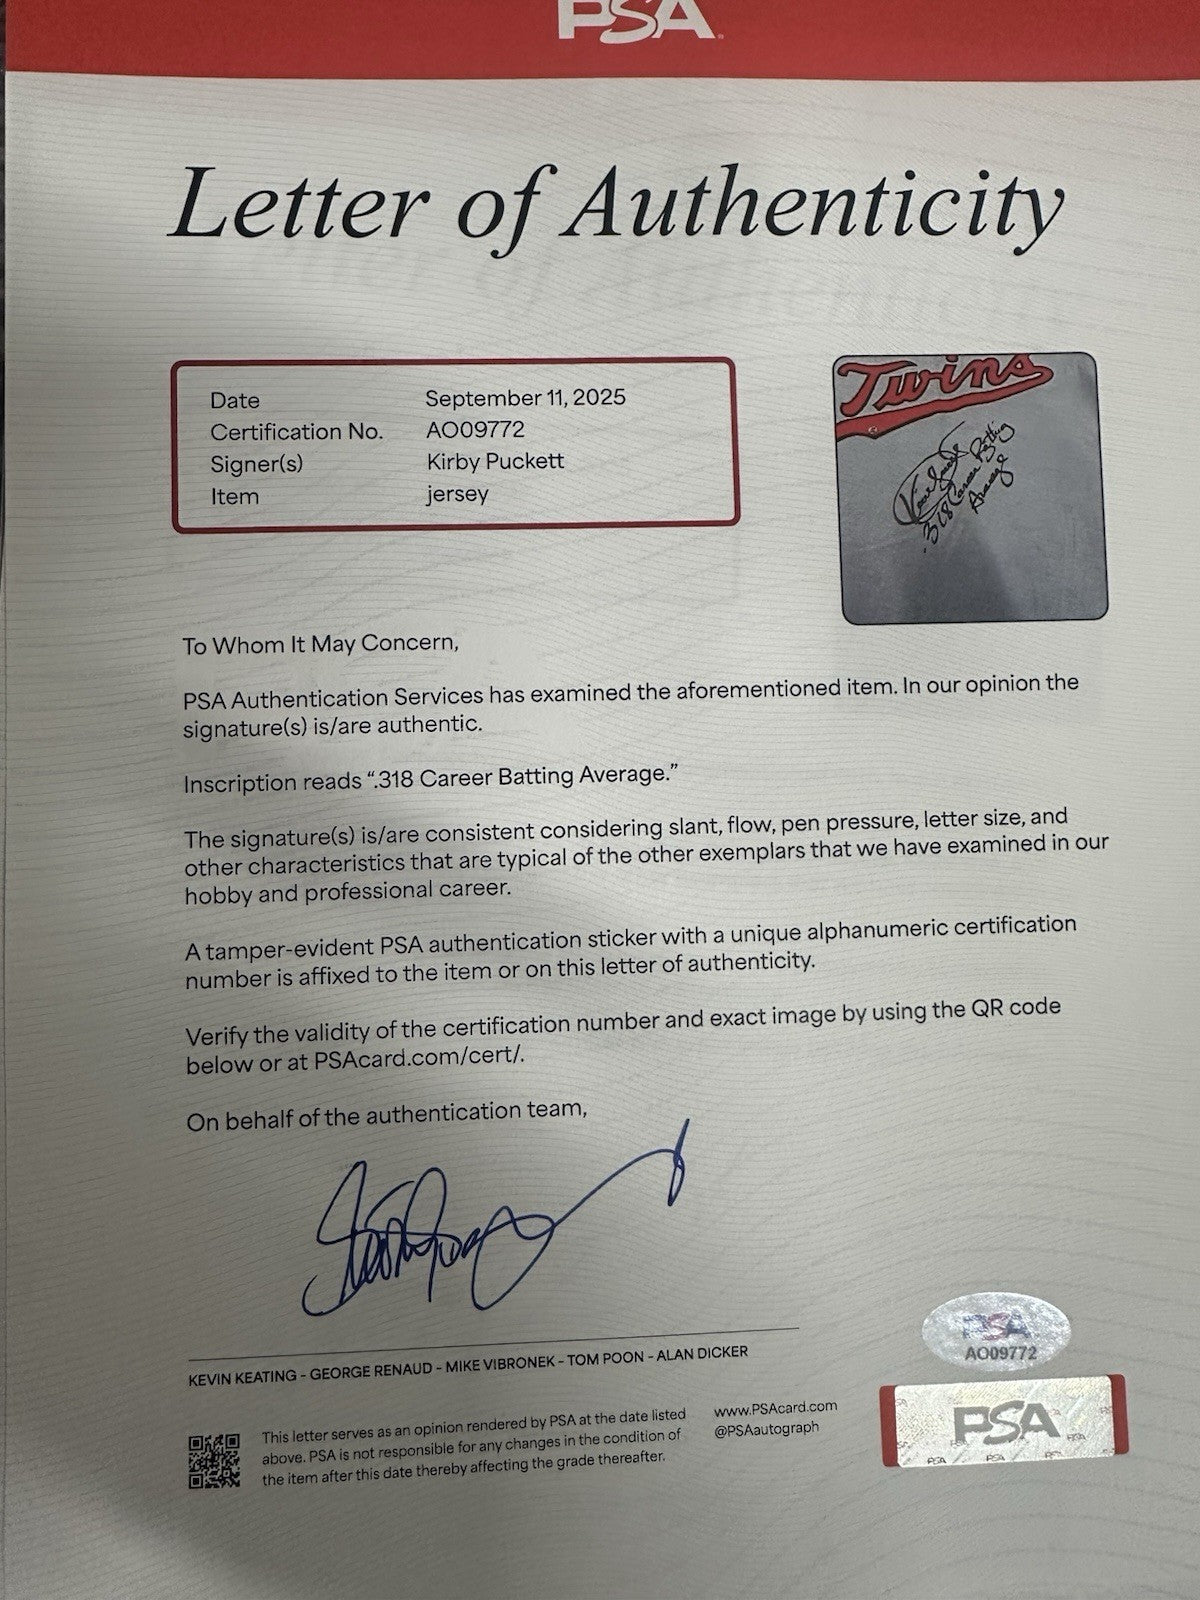 PSA
Letter of Authenticity
Date September 11, 2025
Certification No. AO09772
Signer(s) Kirby Puckett
Item jersey
Twins
Kirby Puckett
.318 Career Batting
Average
To Whom It May Concern,
PSA Authentication Services has examined the aforementioned item. In our opinion the
signature(s) is/are authentic.
Inscription reads “.318 Career Batting Average.”
The signature(s) is/are consistent considering slant, flow, pen pressure, letter size, and
other characteristics that are typical of the other exemplars that we have examined in our
hobby and professional career.
A tamper-evident PSA authentication sticker with a unique alphanumeric certification
number is affixed to the item or on this letter of authenticity.
Verify the validity of the certification number and exact image by using the QR code
below or at PSAcard.com/cert/.
On behalf of the authentication team,
KEVIN KEATING - GEORGE RENAUD - MIKE VIBRONEK - TOM POON - ALAN DICKER
This letter serves as an opinion rendered by PSA at the date listed
above. PSA is not responsible for any changes in the condition of
the item after this date thereby affecting the grade thereafter.
www.PSAcard.com
@PSAautograph
PSA
AO09772
PSA